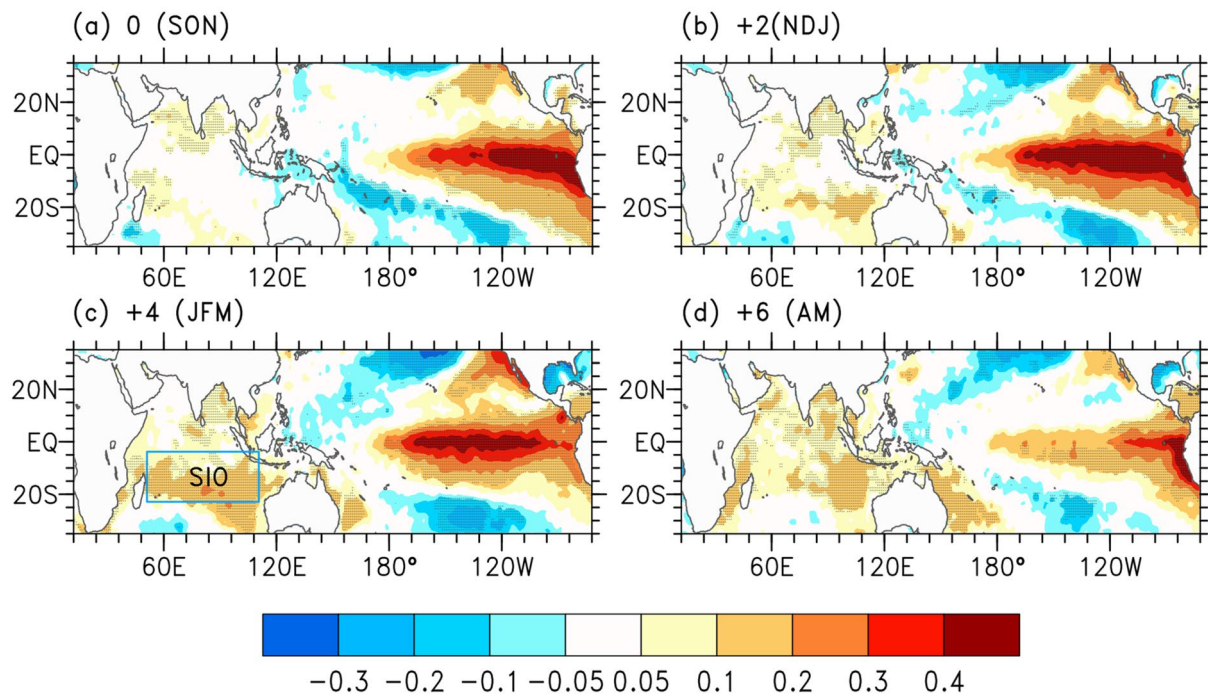 (a) 0 (SON)
(b) +2(NDJ)
20N
EQ
20S
60E 120E 180° 120W
20N
EQ
20S
60E 120E 180° 120W
(c) +4 (JFM)
(d) +6 (AM)
20N
EQ
20S
SIO
60E 120E 180° 120W
20N
EQ
20S
60E 120E 180° 120W
−0.3 −0.2 −0.1 −0.05 0.05 0.1 0.2 0.3 0.4